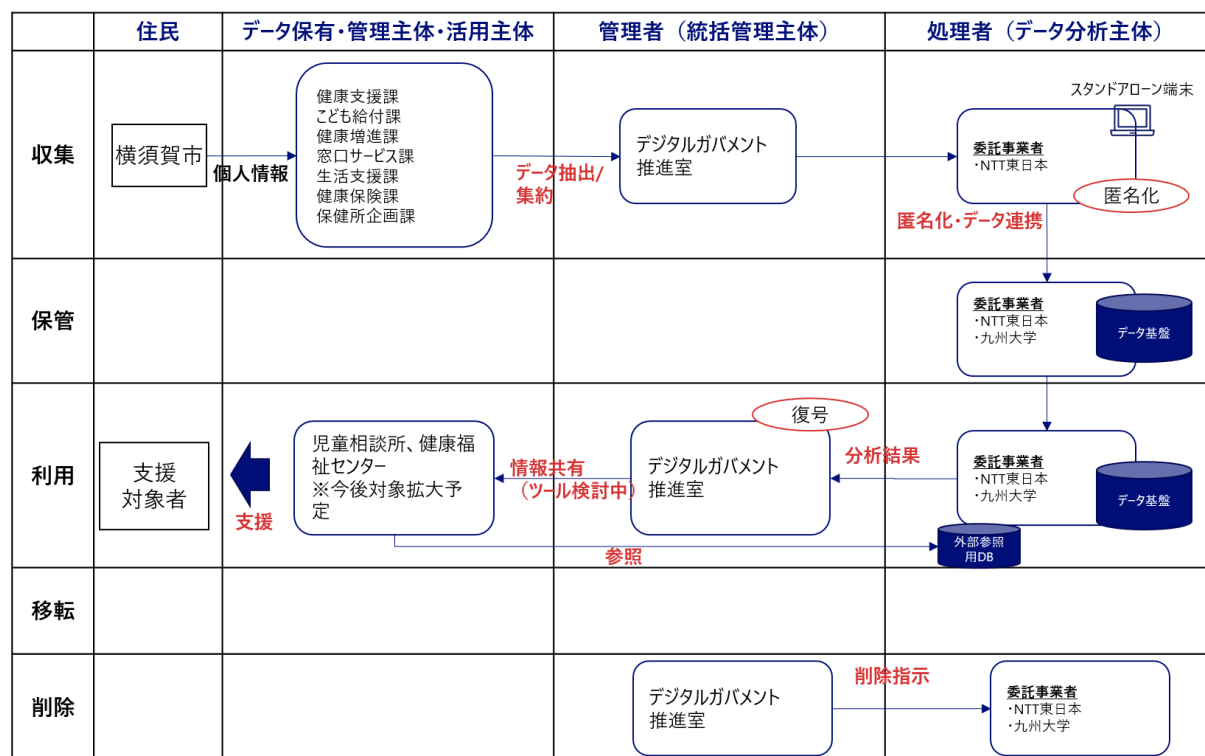 住民
データ保有・管理主体・活用主体
管理者（統括管理主体）
処理者（データ分析主体）
収集
横須賀市
個人情報
健康支援課
こども給付課
健康増進課
窓口サービス課
生活支援課
健康保険課
保健所企画課
データ抽出/
集約
デジタルガバメント
推進室
スタンドアローン端末
委託事業者
・NTT東日本
匿名化
匿名化・データ連携
保管
委託事業者
・NTT東日本
・九州大学
データ基盤
利用
支援
対象者
支援
児童相談所、健康福
祉センター
※今後対象拡大予
定
情報共有
（ツール検討中）
復号
デジタルガバメント
推進室
分析結果
委託事業者
・NTT東日本
・九州大学
データ基盤
外部参照
用DB
参照
移転
削除
デジタルガバメント
推進室
削除指示
委託事業者
・NTT東日本
・九州大学